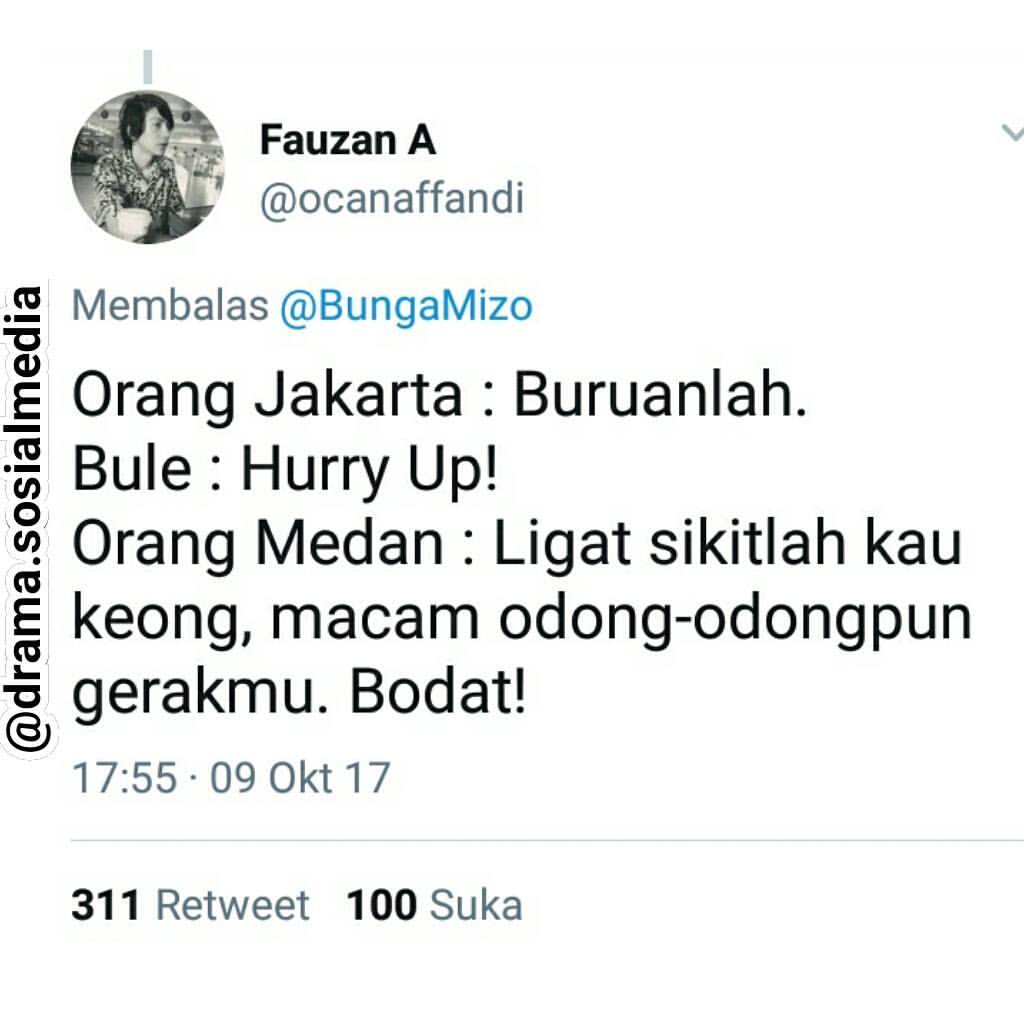 Fauzan A
@ocanaffandi
Membalas @BungaMizo
Orang Jakarta : Buruanlah.
Bule : Hurry Up!
Orang Medan : Ligat sikitlah kau
keong, macam odong-odongpun
gerakmu. Bodat!
17:55 · 09 Okt 17
311 Retweet 100 Suka
@drama.sosialmedia